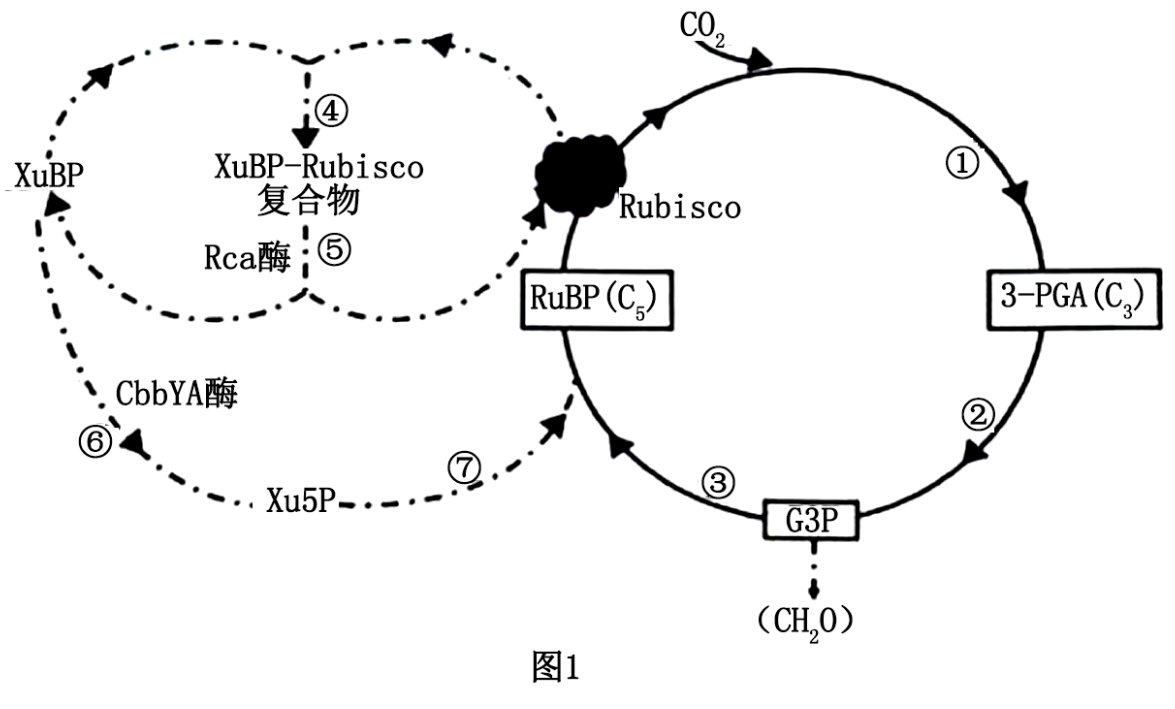 CO₂
④
①
XuBP
XuBP-Rubisco
复合物
Rubisco
Rca酶
⑤
RuBP(C₅)
3-PGA(C₃)
CbbYA酶
⑥
⑦
②
③
Xu5P
G3P
(CH₂O)
图1